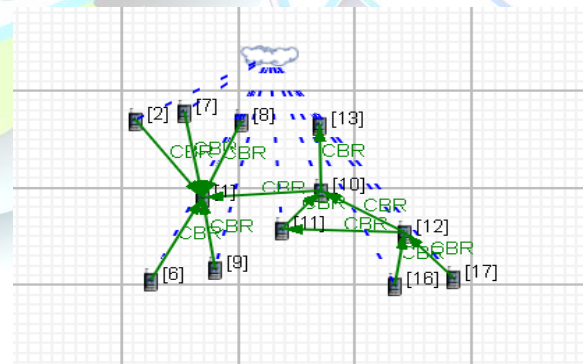 [2]
[7]
[8]
[13]
CBR
CBR
CBR
CBR
[1]
CBR
[10]
CBR
CBR
[11]
CBR
[12]
CBR
CBR
CBR
CBR
[6]
[9]
[16]
[17]